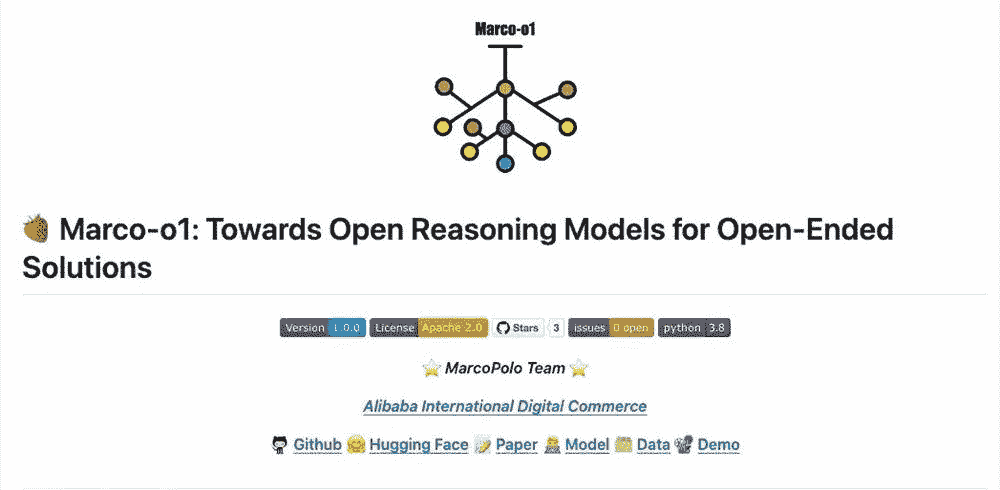 Marco-o1
Marco-o1: Towards Open Reasoning Models for Open-Ended
Solutions
Version 1.0.0 License Apache 2.0 Stars 3 issues 0 open python 3.8
⭐ MarcoPolo Team ⭐
Alibaba International Digital Commerce
Github Hugging Face Paper Model Data Demo